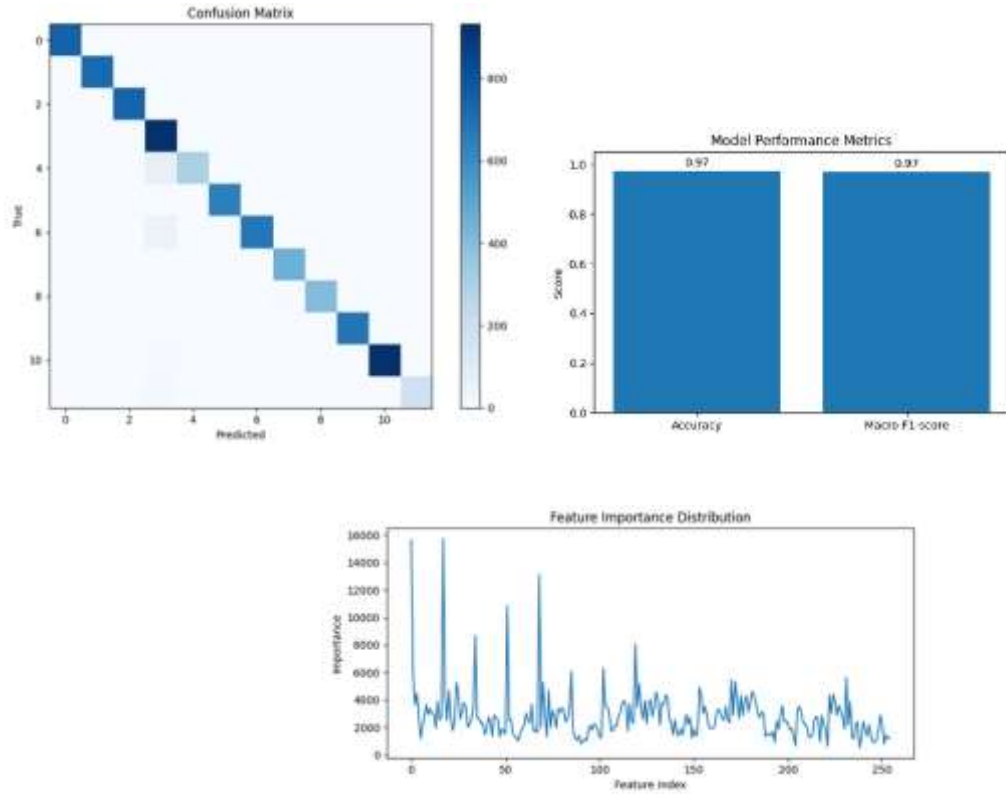 Confusion Matrix
0
2
4
6
8
10
True
0 2 4 6 8 10
Predicted
800
600
400
200
0
Model Performance Metrics
1.0
0.8
0.6
0.4
0.2
0.0
Score
0.97 0.97
Accuracy Macro F1-score
Feature Importance Distribution
16000
14000
12000
10000
8000
6000
4000
2000
0
Importance
0 50 100 150 200 250
Feature Index